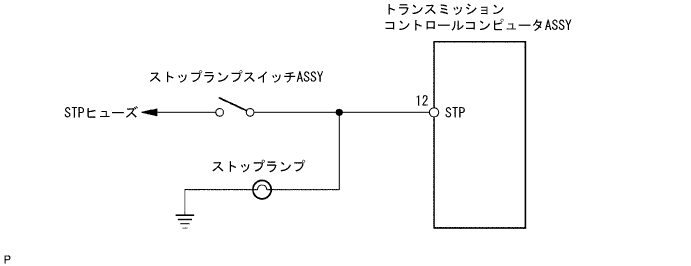 トランスミッション
コントロールコンピュータASSY
ストップランプスイッチASSY
STPヒューズ
12
STP
ストップランプ
P